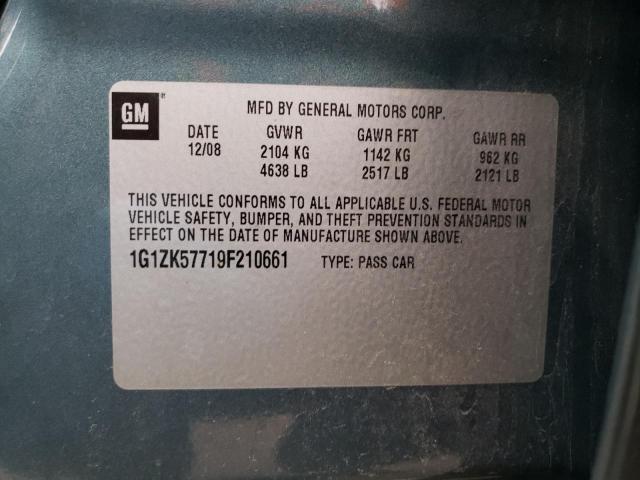 GM
MFD BY GENERAL MOTORS CORP.
DATE GVWR GAWR FRT GAWR RR
12/08 2104 KG 1142 KG 962 KG
4638 LB 2517 LB 2121 LB
THIS VEHICLE CONFORMS TO ALL APPLICABLE U.S. FEDERAL MOTOR
VEHICLE SAFETY, BUMPER, AND THEFT PREVENTION STANDARDS IN
EFFECT ON THE DATE OF MANUFACTURE SHOWN ABOVE.
1G1ZK57719F210661 TYPE: PASS CAR